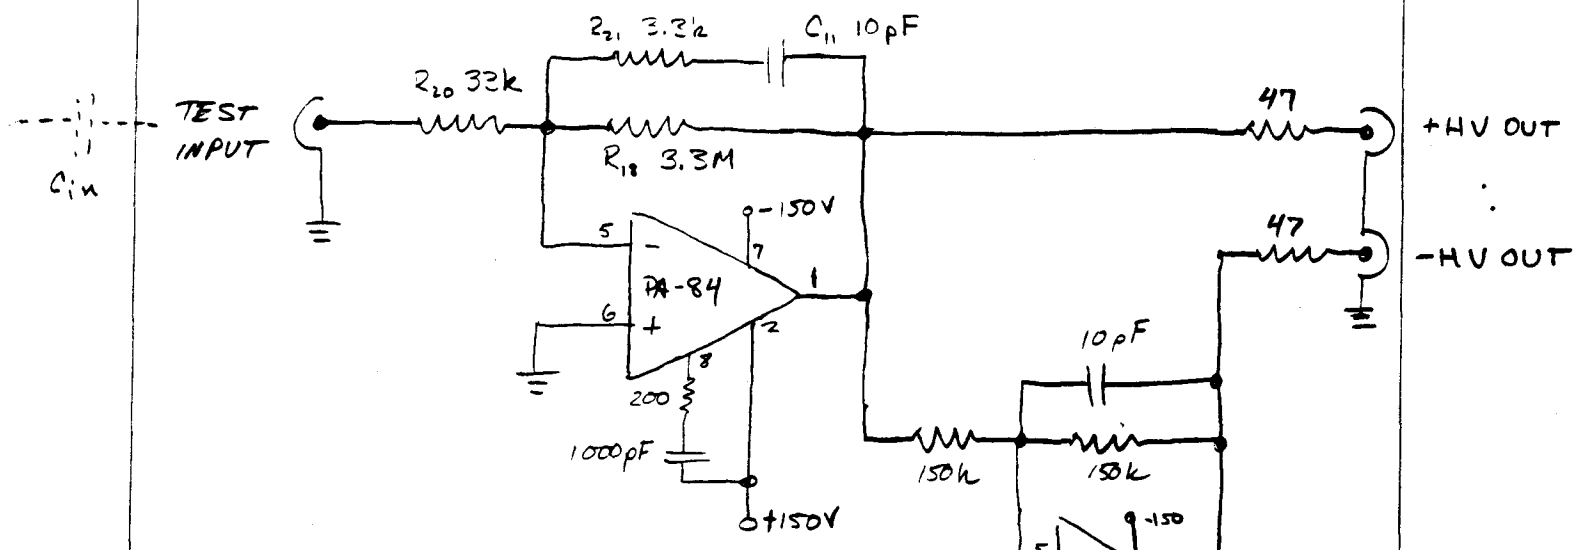 R21 3.3k
C11 10pF
R20 33k
TEST
INPUT
Cin
R18 3.3M
47
+HV OUT
-150V
5
-
7
PA-84
1
6
+
2
8
200
1000pF
+150V
47
-HV OUT
10pF
150k
150k
-150
5